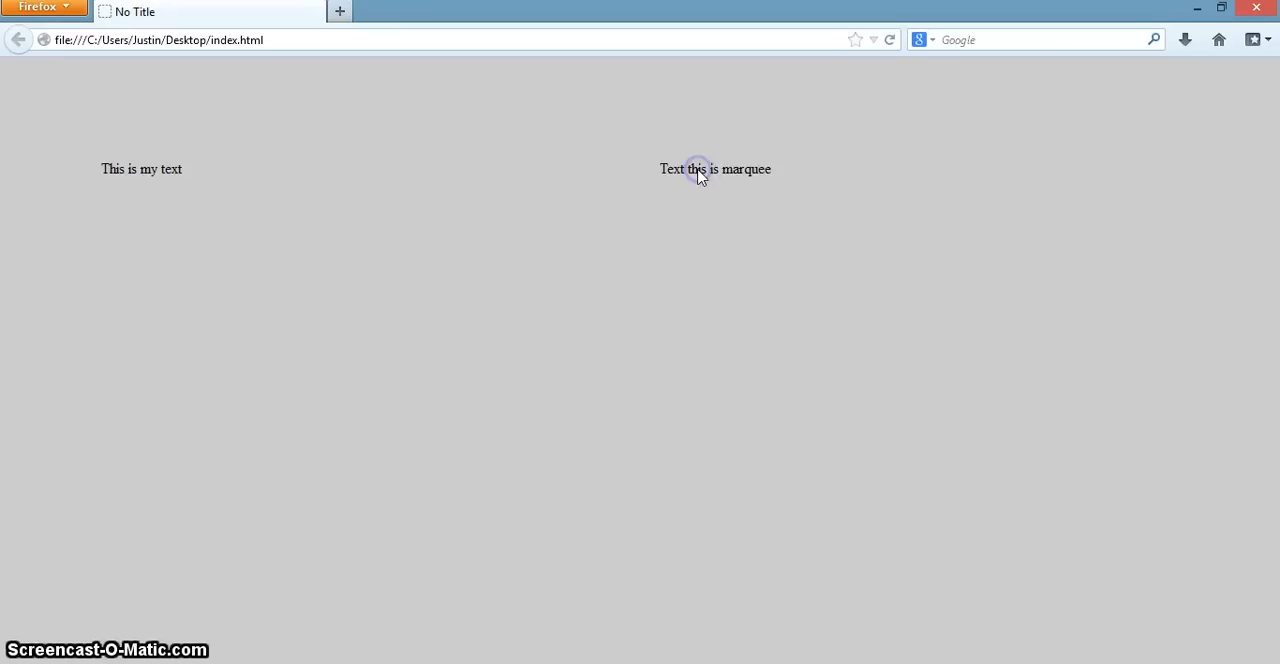 Firefox
No Title
file:///C:/Users/Justin/Desktop/index.html
Google
This is my text
Text this is marquee
Screencast-O-Matic.com